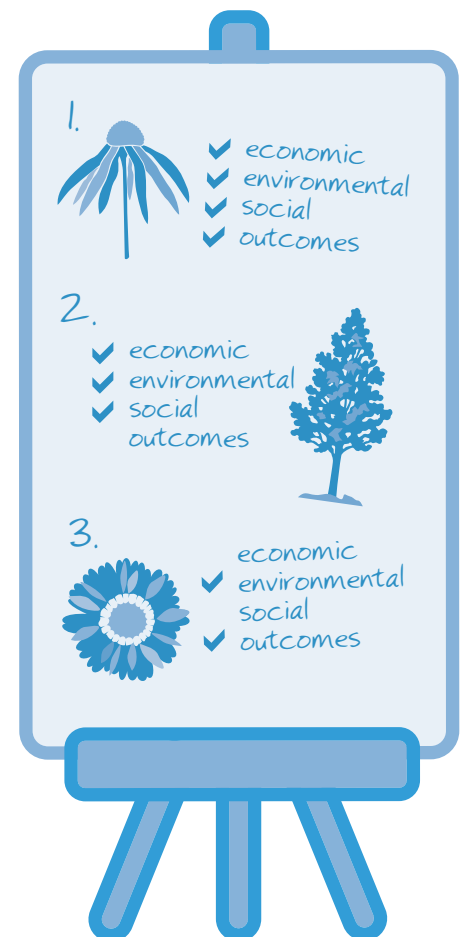 1.
economic
environmental
social
outcomes
2.
economic
environmental
social
outcomes
3.
economic
environmental
social
outcomes